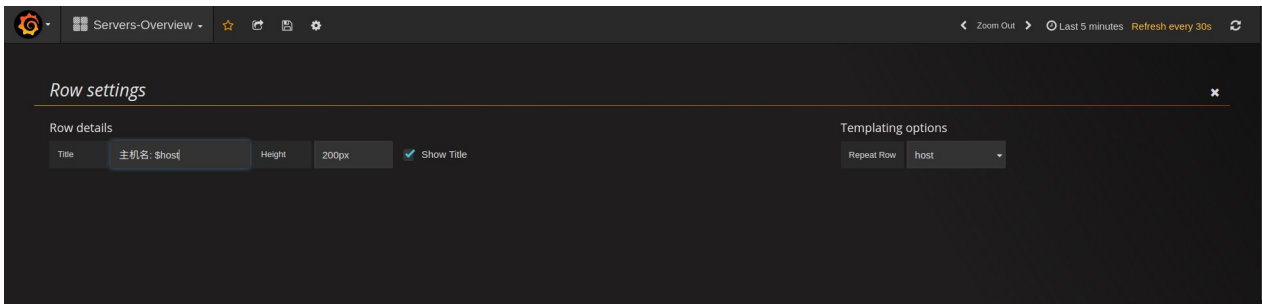 Servers-Overview Zoom Out Last 5 minutes Refresh every 30s
Row settings
Row details Templating options
Title 主机名: $host Height 200px Show Title Repeat Row host